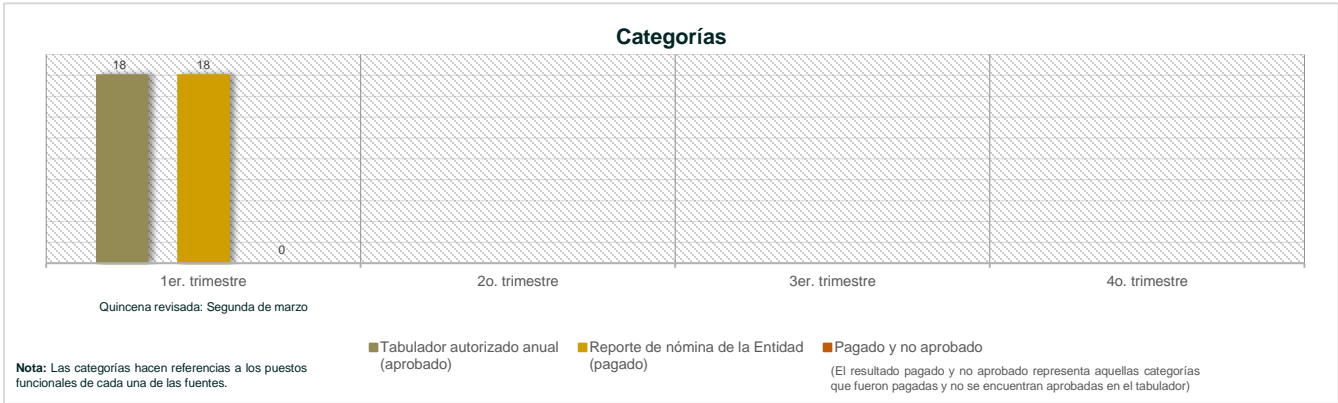 Categorías
18
18
0
1er. trimestre
2o. trimestre
3er. trimestre
4o. trimestre
Quincena revisada: Segunda de marzo
Tabulador autorizado anual
(aprobado)
Reporte de nómina de la Entidad
(pagado)
Pagado y no aprobado
(El resultado pagado y no aprobado representa aquellas categorías
que fueron pagadas y no se encuentran aprobadas en el tabulador)
Nota: Las categorías hacen referencias a los puestos
funcionales de cada una de las fuentes.